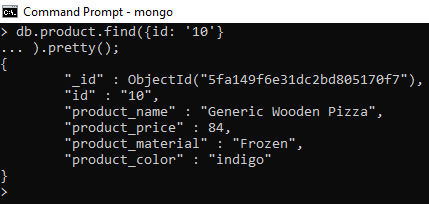 Command Prompt - mongo
> db.product.find({id: '10'}
... ).pretty();
{
        "_id" : ObjectId("5fa149f6e31dc2bd805170f7"),
        "id" : "10",
        "product_name" : "Generic Wooden Pizza",
        "product_price" : 84,
        "product_material" : "Frozen",
        "product_color" : "indigo"
}
>